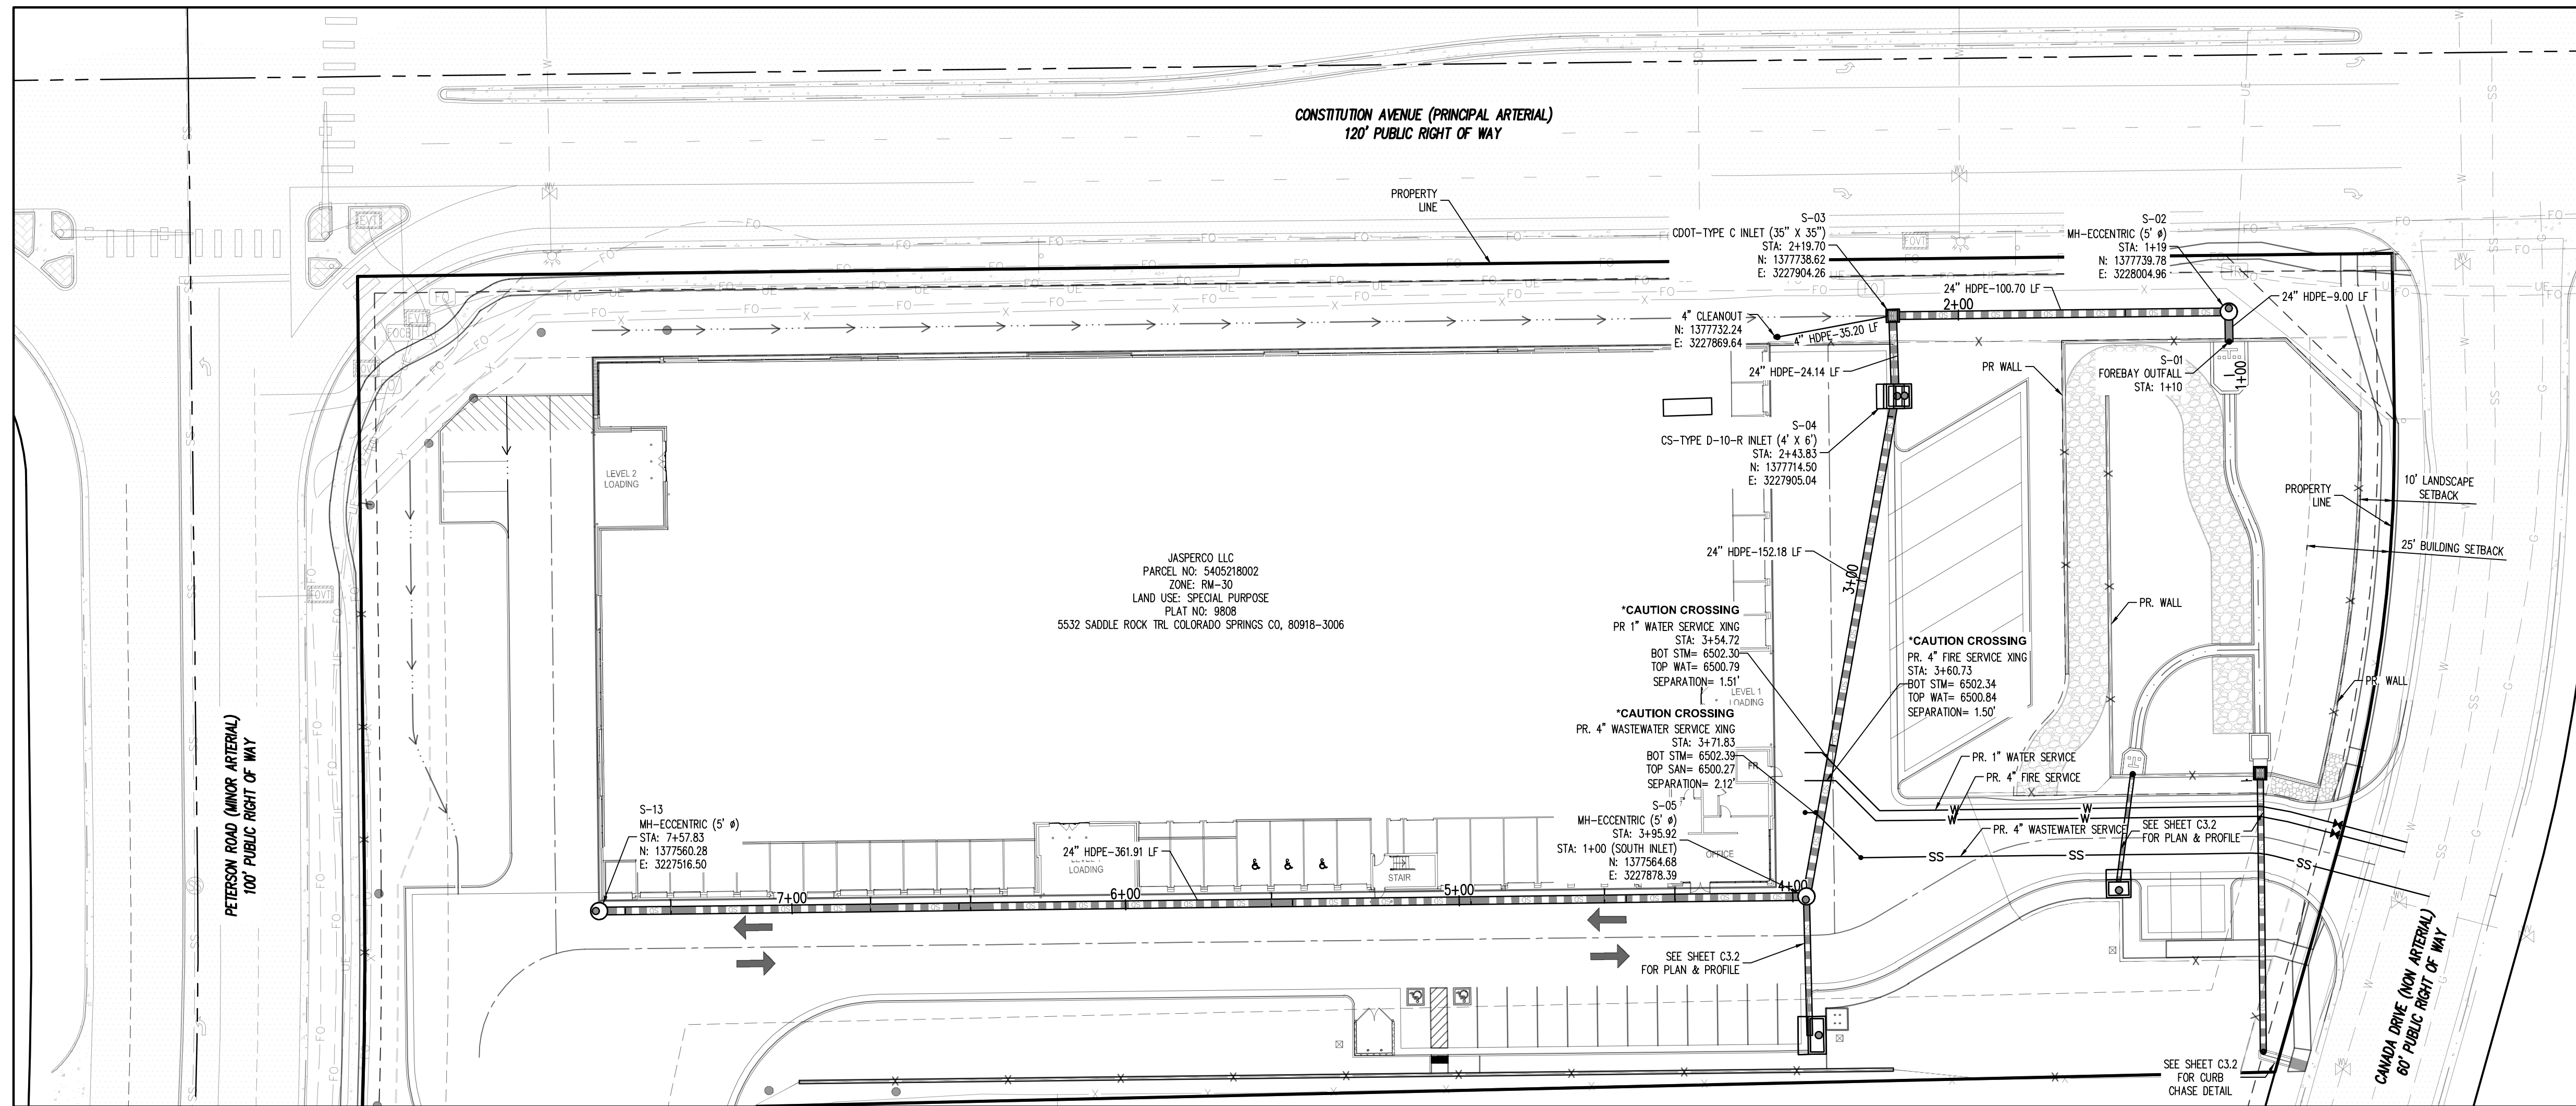 CONSTITUTION AVENUE (PRINCIPAL ARTERIAL)
120' PUBLIC RIGHT OF WAY
PROPERTY
LINE
S-03
CDOT-TYPE C INLET (35" X 35")
STA: 2+19.70
N: 1377738.62
E: 3227904.26
S-02
MH-ECCENTRIC (5' ø)
STA: 1+19
N: 1377739.78
E: 3228004.96
24" HDPE-100.70 LF
2+00
24" HDPE-9.00 LF
4" CLEANOUT
N: 1377732.24
E: 3227869.64
4" HDPE-35.20 LF
24" HDPE-24.14 LF
PR WALL
S-01
FOREBAY OUTFALL
STA: 1+10
1+00
S-04
CS-TYPE D-10-R INLET (4' X 6')
STA: 2+43.83
N: 1377714.50
E: 3227905.04
LEVEL 2
LOADING
PROPERTY
LINE
10' LANDSCAPE
SETBACK
25' BUILDING SETBACK
JASPERCO LLC
PARCEL NO: 5405218002
ZONE: RM-30
LAND USE: SPECIAL PURPOSE
PLAT NO: 9808
5532 SADDLE ROCK TRL COLORADO SPRINGS CO, 80918-3006
24" HDPE-152.18 LF
3+00
PR. WALL
*CAUTION CROSSING
PR 1" WATER SERVICE XING
STA: 3+54.72
BOT STM= 6502.30
TOP WAT= 6500.79
SEPARATION= 1.51'
LEVEL 1
LOADING
*CAUTION CROSSING
PR. 4" FIRE SERVICE XING
STA: 3+60.73
BOT STM= 6502.34
TOP WAT= 6500.84
SEPARATION= 1.50'
PR. WALL
*CAUTION CROSSING
PR. 4" WASTEWATER SERVICE XING
STA: 3+71.83
BOT STM= 6502.39
TOP SAN= 6500.27
SEPARATION= 2.12'
FR
PR. 1" WATER SERVICE
PR. 4" FIRE SERVICE
PR. 4" WASTEWATER SERVICE
SEE SHEET C3.2
FOR PLAN & PROFILE
S-05
MH-ECCENTRIC (5' ø)
STA: 3+95.92
STA: 1+00 (SOUTH INLET)
N: 1377564.68
E: 3227878.39
OFFICE
S-13
MH-ECCENTRIC (5' ø)
STA: 7+57.83
N: 1377560.28
E: 3227516.50
24" HDPE-361.91 LF
LOADING
STAIR
7+00
6+00
5+00
4+00
SEE SHEET C3.2
FOR PLAN & PROFILE
PETERSON ROAD (MINOR ARTERIAL)
100' PUBLIC RIGHT OF WAY
CANADA DRIVE (NON ARTERIAL)
60' PUBLIC RIGHT OF WAY
SEE SHEET C3.2
FOR CURB
CHASE DETAIL